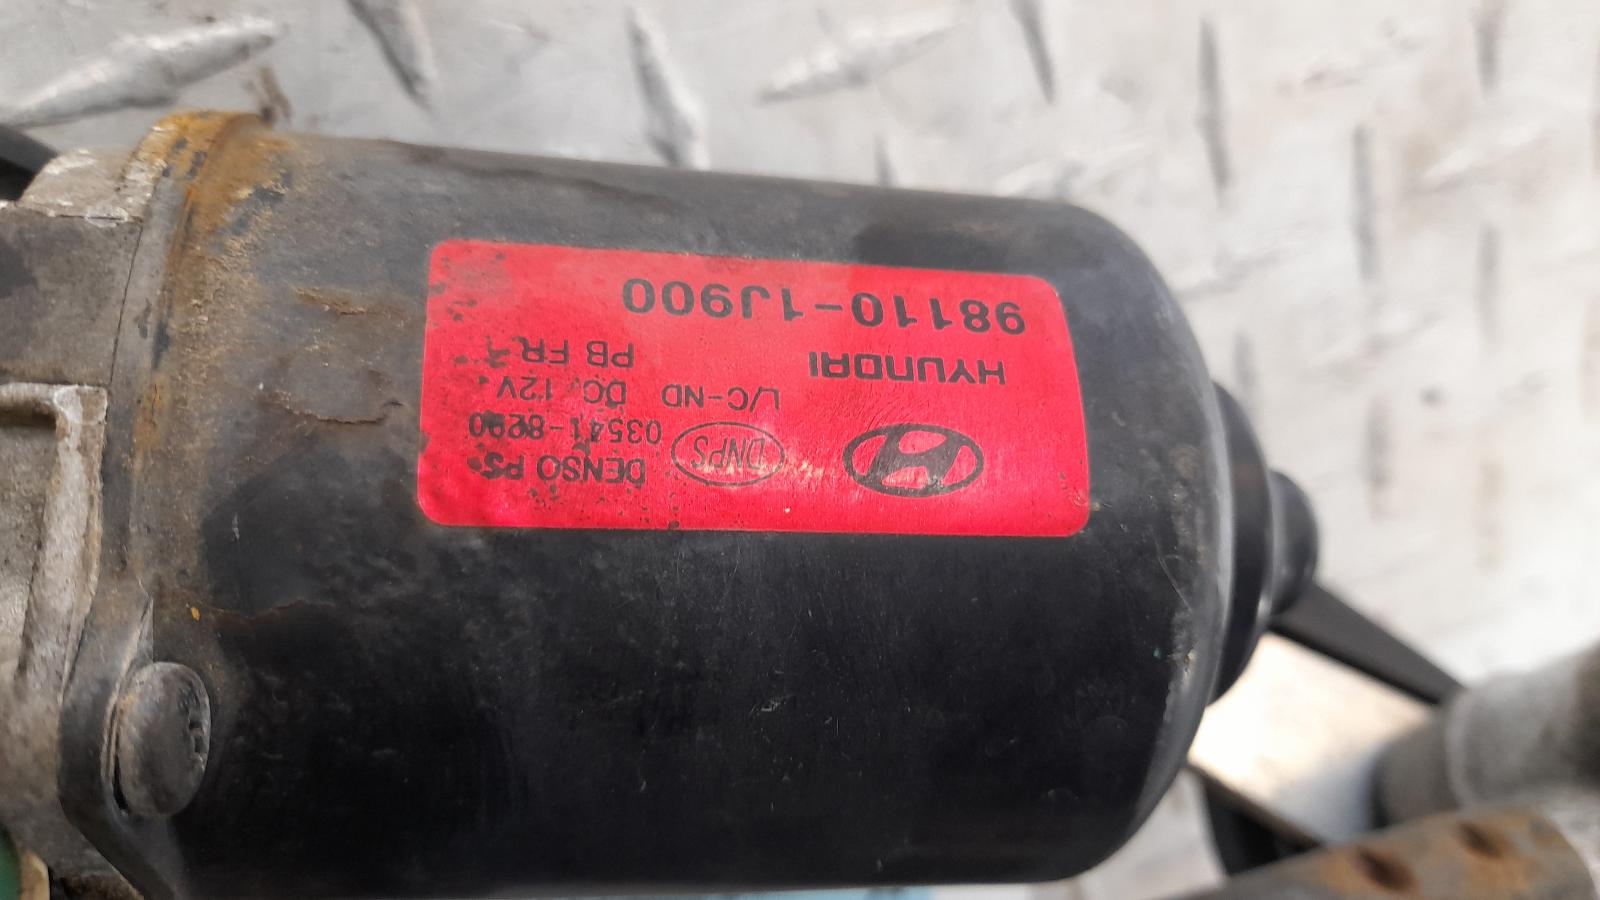 DNPS
DENSO PS
03541-8290
L/C-ND DC 12V
HYUNDAI PB FR
98110-1J900